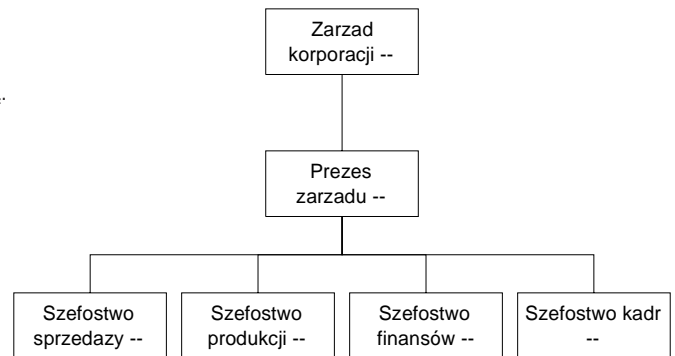 Zarzad
korporacji --
Prezes
zarzadu --
Szefostwo
sprzedazy --
Szefostwo
produkcji --
Szefostwo
finansów --
Szefostwo kadr
--